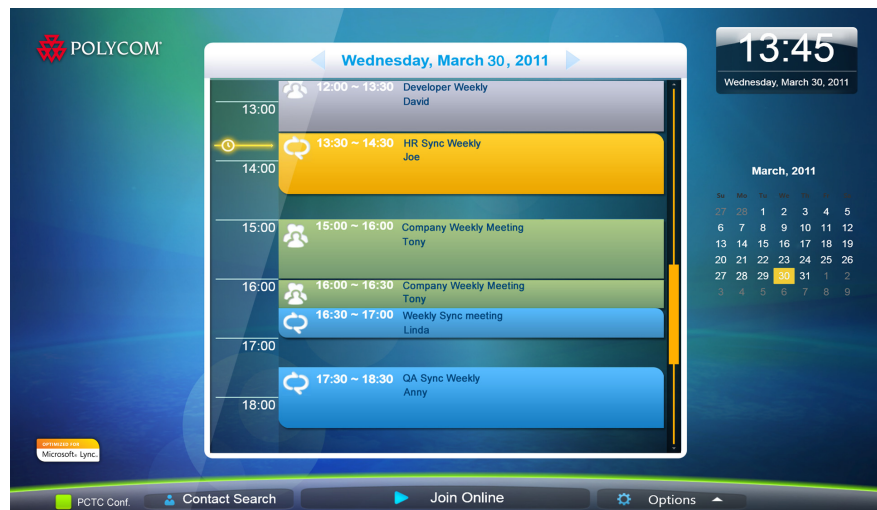 POLYCOM
Wednesday, March 30, 2011
13:45
Wednesday, March 30, 2011
12:00 ~ 13:30 Developer Weekly
David
13:00
13:30 ~ 14:30 HR Sync Weekly
Joe
14:00
15:00
15:00 ~ 16:00 Company Weekly Meeting
Tony
16:00
16:00 ~ 16:30 Company Weekly Meeting
Tony
16:30 ~ 17:00 Weekly Sync meeting
Linda
17:00
17:30 ~ 18:30 QA Sync Weekly
Anny
18:00
March, 2011
Su Mo Tu We
27 28 1 2 3 4 5
6 7 8 9 10 11 12
13 14 15 16 17 18 19
20 21 22 23 24 25 26
27 28 29 30 31 1 2
3 4 5 6 7 8 9
OPTIMIZED FOR
Microsoft Lync
PCTC Conf.
Contact Search
Join Online
Options